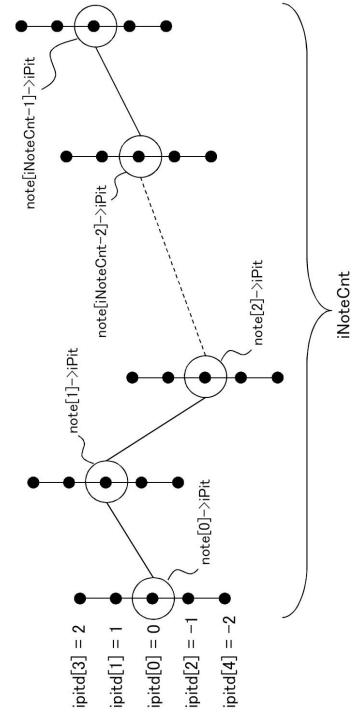 note[iNoteCnt-1]->iPit
note[iNoteCnt-2]->iPit
note[1]->iPit
note[2]->iPit
note[0]->iPit
ipitd[3] = 2
ipitd[1] = 1
ipitd[0] = 0
ipitd[2] = -1
ipitd[4] = -2
iNoteCnt